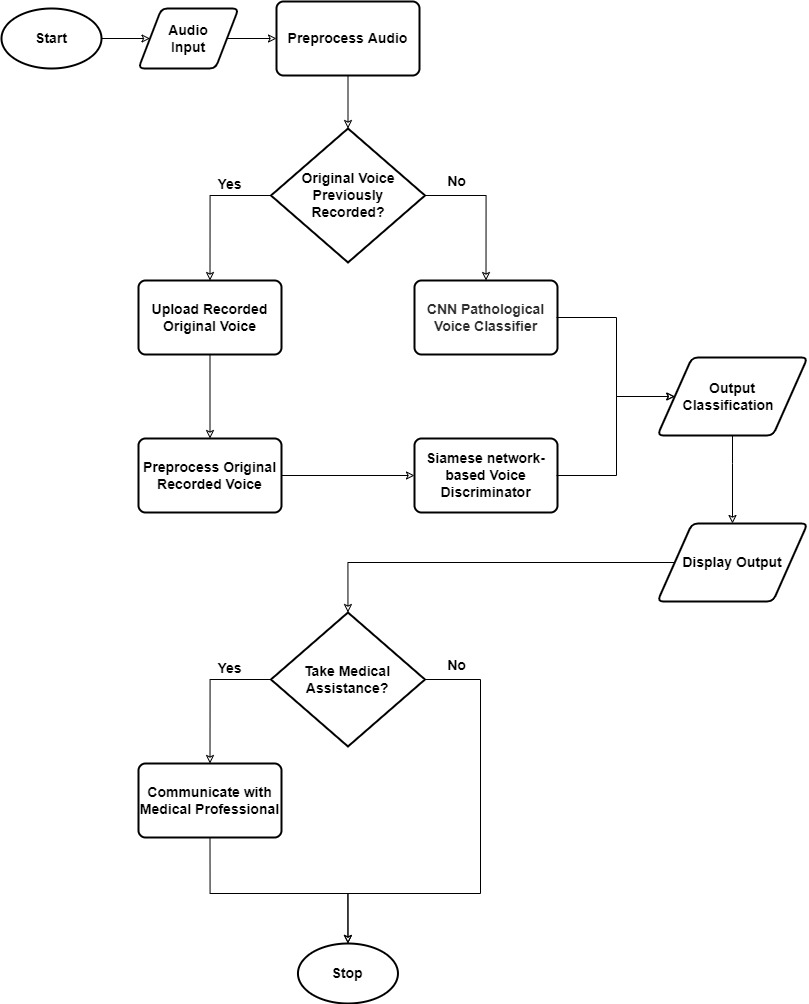 Start
Audio
Input
Preprocess Audio
Original Voice
Previously
Recorded?
Yes
No
Upload Recorded
Original Voice
CNN Pathological
Voice Classifier
Output
Classification
Preprocess Original
Recorded Voice
Siamese network-
based Voice
Discriminator
Display Output
Take Medical
Assistance?
Yes
No
Communicate with
Medical Professional
Stop